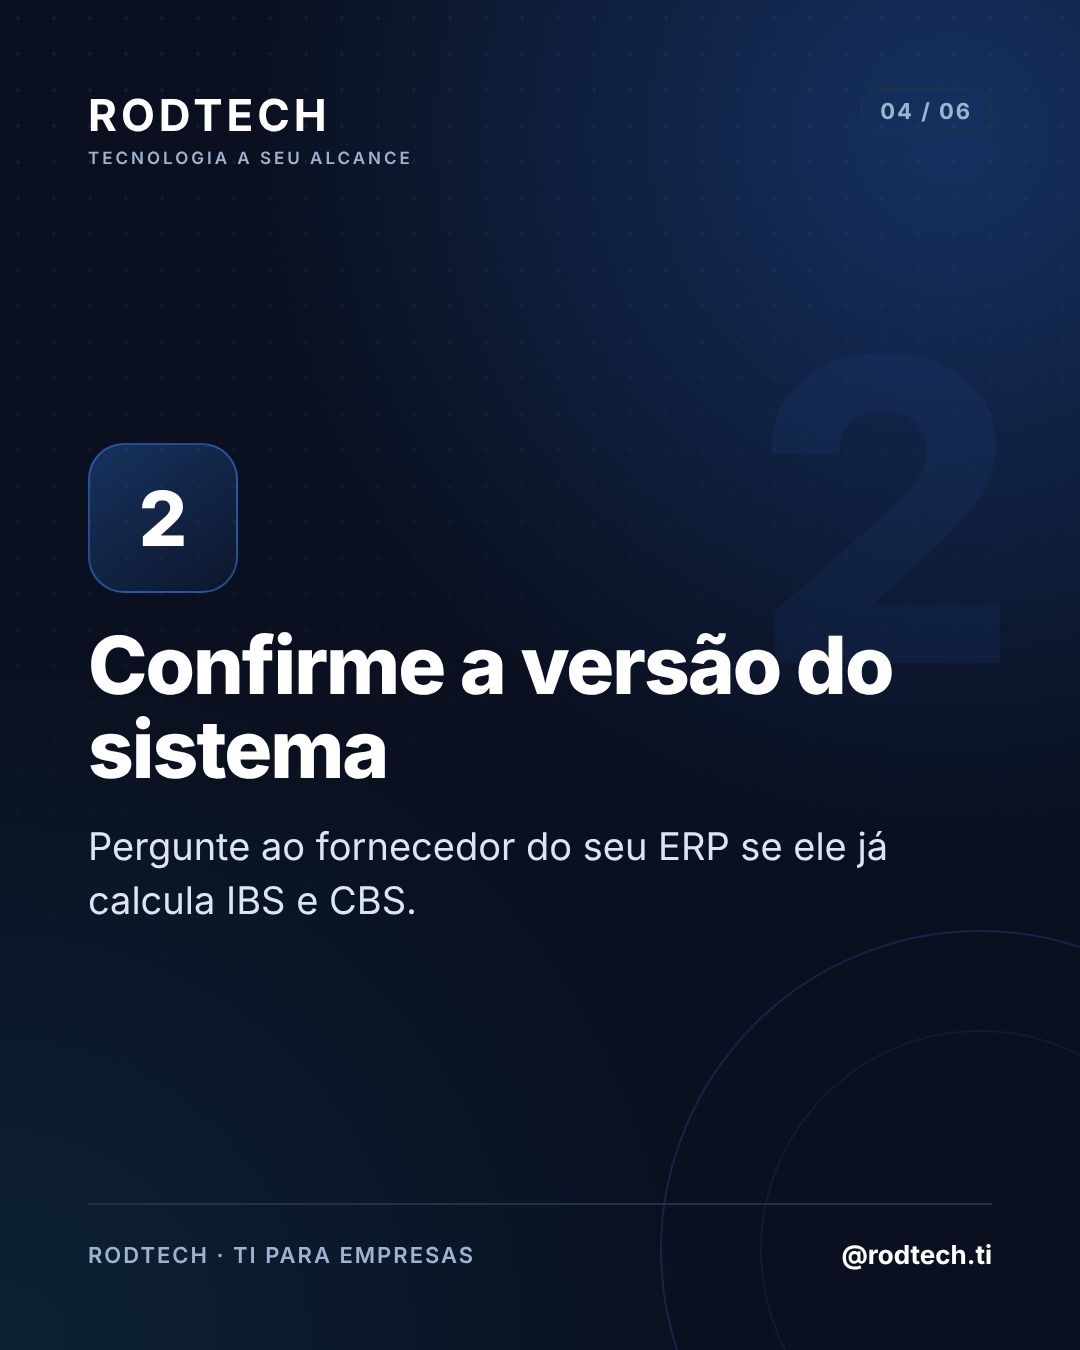 RODTECH
TECNOLOGIA A SEU ALCANCE
04 / 06
2
2
Confirme a versão do
sistema
Pergunte ao fornecedor do seu ERP se ele já
calcula IBS e CBS.
RODTECH · TI PARA EMPRESAS
@rodtech.ti